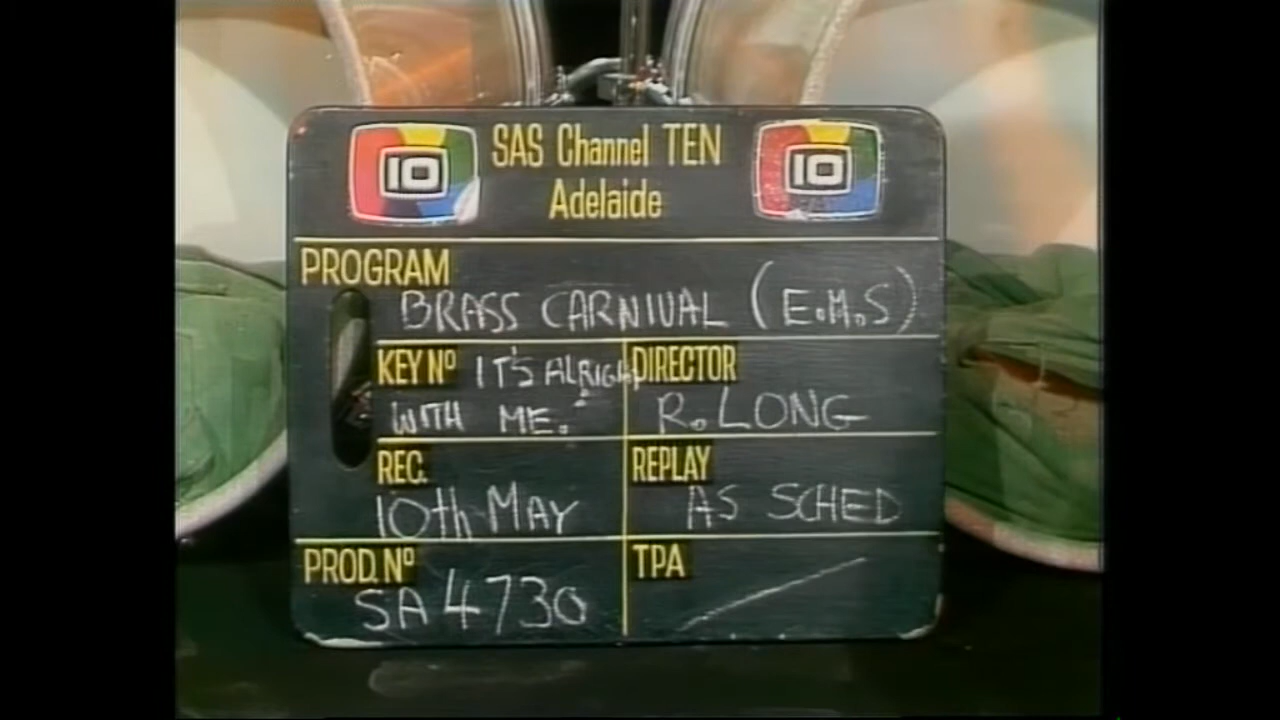 10 SAS Channel TEN 10
Adelaide
PROGRAM
BRASS CARNIVAL (E.M.S)
KEY Nº IT'S ALRIGH
WITH ME.
DIRECTOR
R. LONG
REC.
10th MAY
REPLAY
AS SCHED
PROD. Nº
SA 4730
TPA